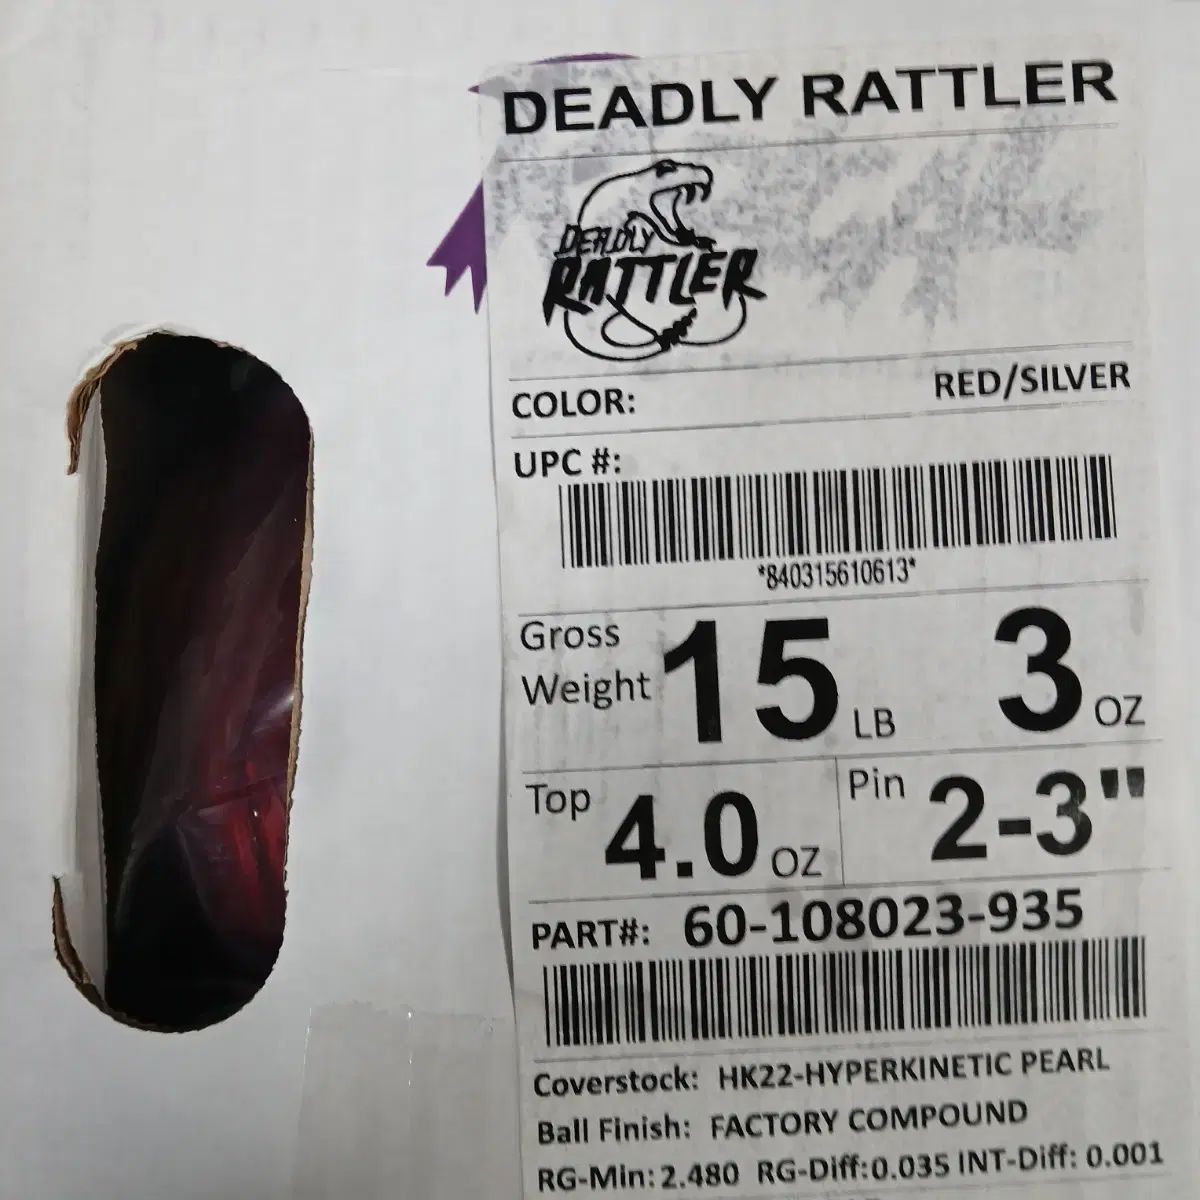 DEADLY RATTLER
DEADLY
RATTLER
COLOR: RED/SILVER
UPC #:
*840315610613*
Gross Weight 15 LB 3 OZ
Top 4.0 OZ Pin 2-3"
PART#: 60-108023-935
Coverstock: HK22-HYPERKINETIC PEARL
Ball Finish: FACTORY COMPOUND
RG-Min: 2.480 RG-Diff:0.035 INT-Diff: 0.001